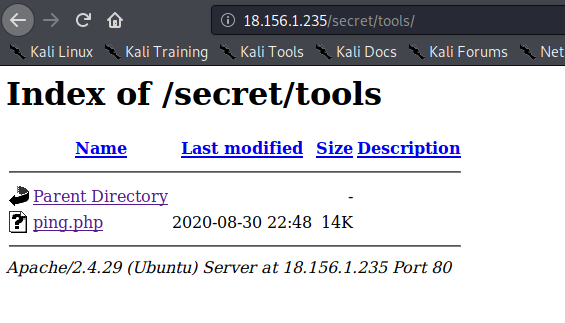 18.156.1.235/secret/tools/
Kali Linux Kali Training Kali Tools Kali Docs Kali Forums Net
Index of /secret/tools
Name Last modified Size Description
Parent Directory -
ping.php 2020-08-30 22:48 14K
Apache/2.4.29 (Ubuntu) Server at 18.156.1.235 Port 80